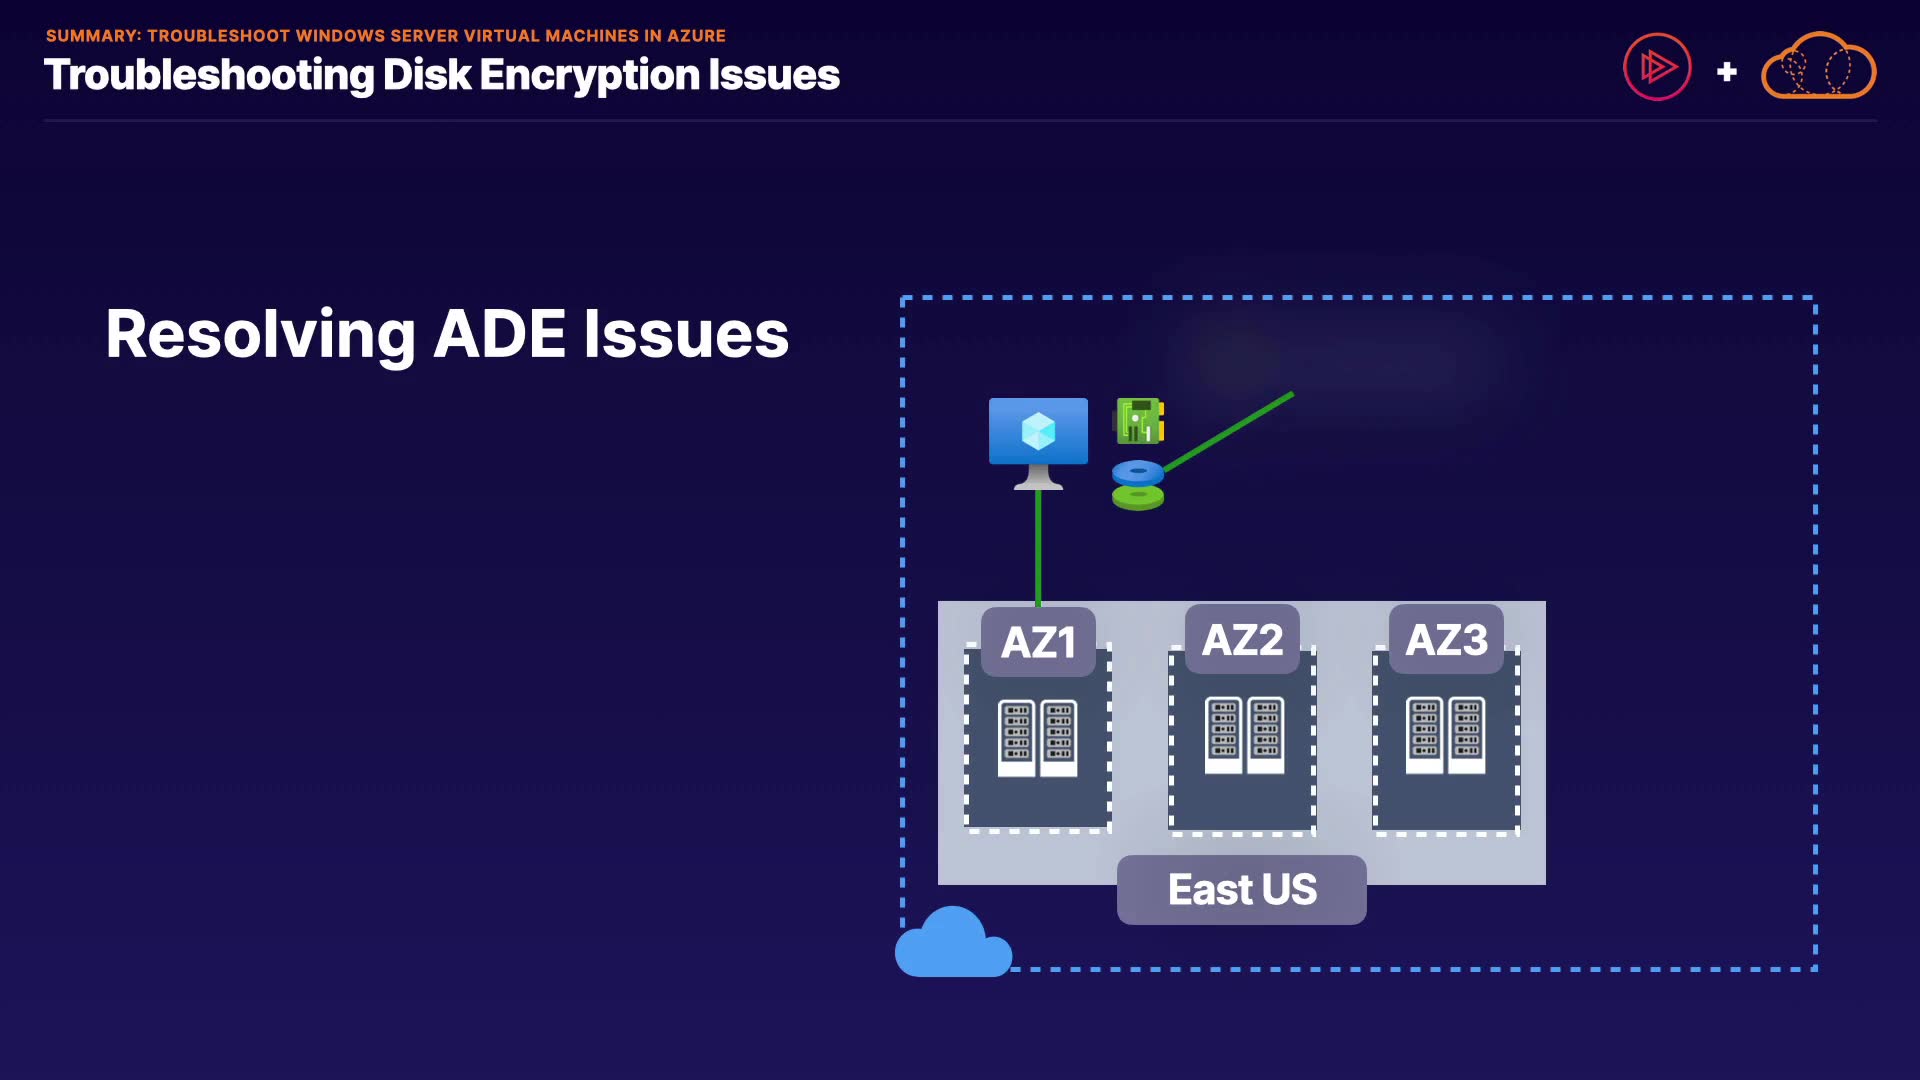 SUMMARY: TROUBLESHOOT WINDOWS SERVER VIRTUAL MACHINES IN AZURE
Troubleshooting Disk Encryption Issues
Resolving ADE Issues
AZ1
AZ2
AZ3
East US